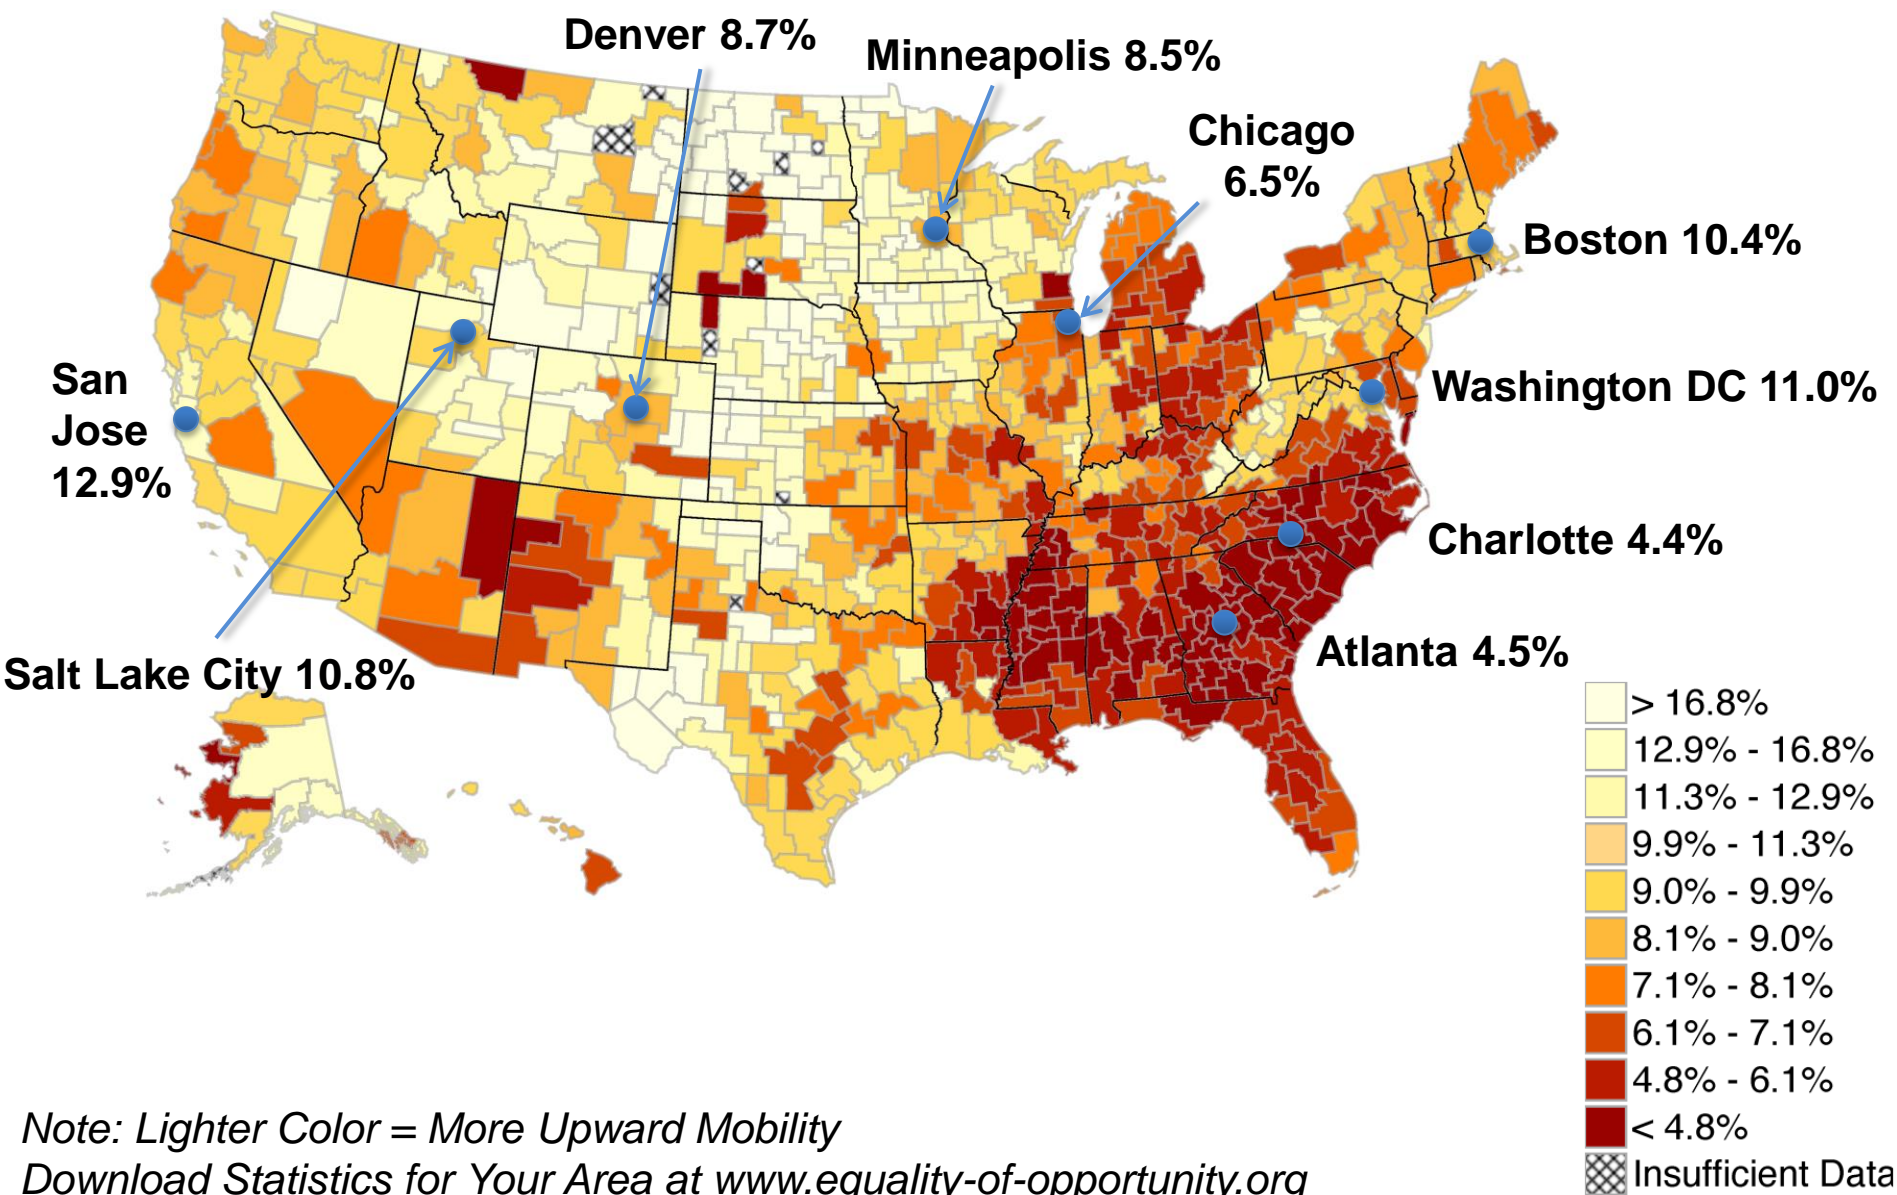 Denver 8.7%
Minneapolis 8.5%
Chicago
6.5%
Boston 10.4%
San
Jose
12.9%
Washington DC 11.0%
Charlotte 4.4%
Salt Lake City 10.8%
Atlanta 4.5%
> 16.8%
12.9% - 16.8%
11.3% - 12.9%
9.9% - 11.3%
9.0% - 9.9%
8.1% - 9.0%
7.1% - 8.1%
6.1% - 7.1%
4.8% - 6.1%
< 4.8%
Insufficient Data
Note: Lighter Color = More Upward Mobility
Download Statistics for Your Area at www.equality-of-opportunity.org